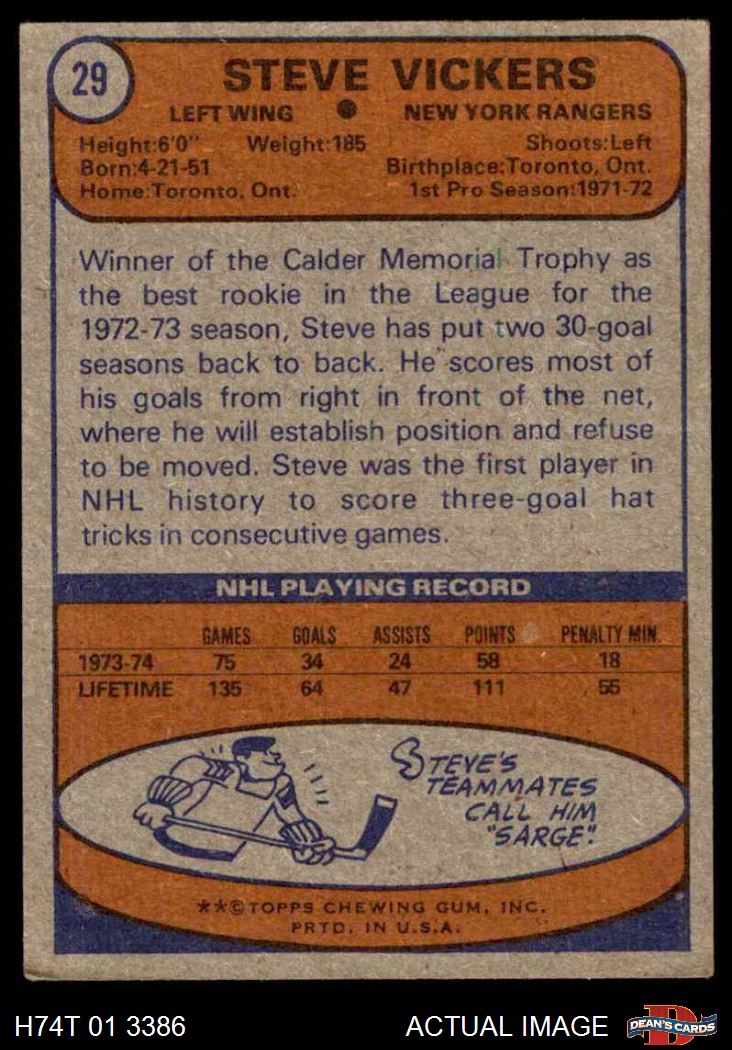 29
STEVE VICKERS
LEFT WING ● NEW YORK RANGERS
Height:6'0" Weight:185 Shoots:Left
Born:4-21-51 Birthplace:Toronto, Ont.
Home:Toronto, Ont. 1st Pro Season:1971-72
Winner of the Calder Memorial Trophy as
the best rookie in the League for the
1972-73 season, Steve has put two 30-goal
seasons back to back. He scores most of
his goals from right in front of the net,
where he will establish position and refuse
to be moved. Steve was the first player in
NHL history to score three-goal hat
tricks in consecutive games.
NHL PLAYING RECORD
GAMES GOALS ASSISTS POINTS PENALTY MIN.
1973-74 75 34 24 58 18
LIFETIME 135 64 47 111 55
STEVE'S
TEAMMATES
CALL HIM
"SARGE".
**©TOPPS CHEWING GUM, INC.
PRTD. IN U.S.A.
H74T 01 3386 ACTUAL IMAGE D DEAN'S CARDS